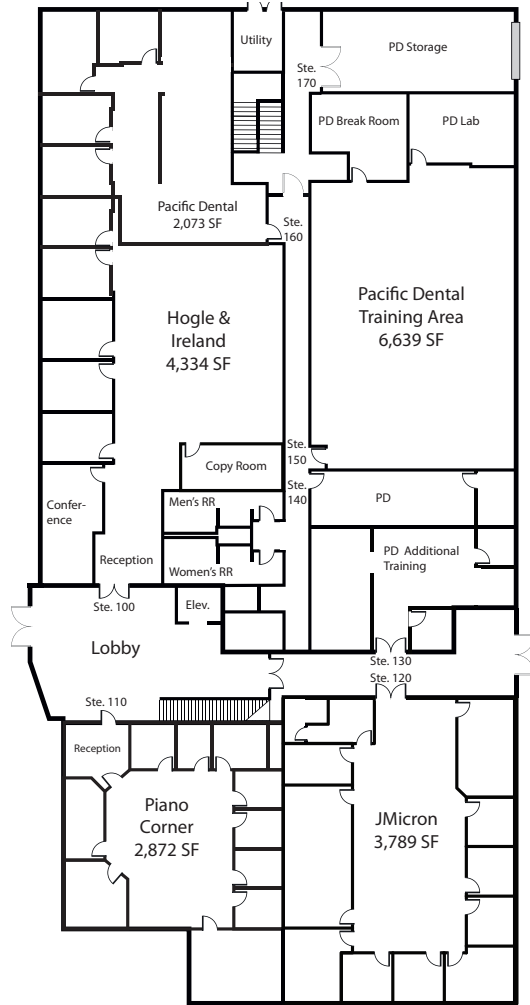 Utility
PD Storage
Ste.
170
PD Break Room
PD Lab
Pacific Dental
2,073 SF
Ste.
160
Pacific Dental
Training Area
6,639 SF
Hogle &
Ireland
4,334 SF
Ste.
150
Copy Room
Ste.
140
PD
Men's RR
Confer-
ence
PD Additional
Training
Reception
Women's RR
Ste. 100
Elev.
Lobby
Ste. 130
Ste. 120
Ste. 110
Reception
Piano
Corner
2,872 SF
JMicron
3,789 SF